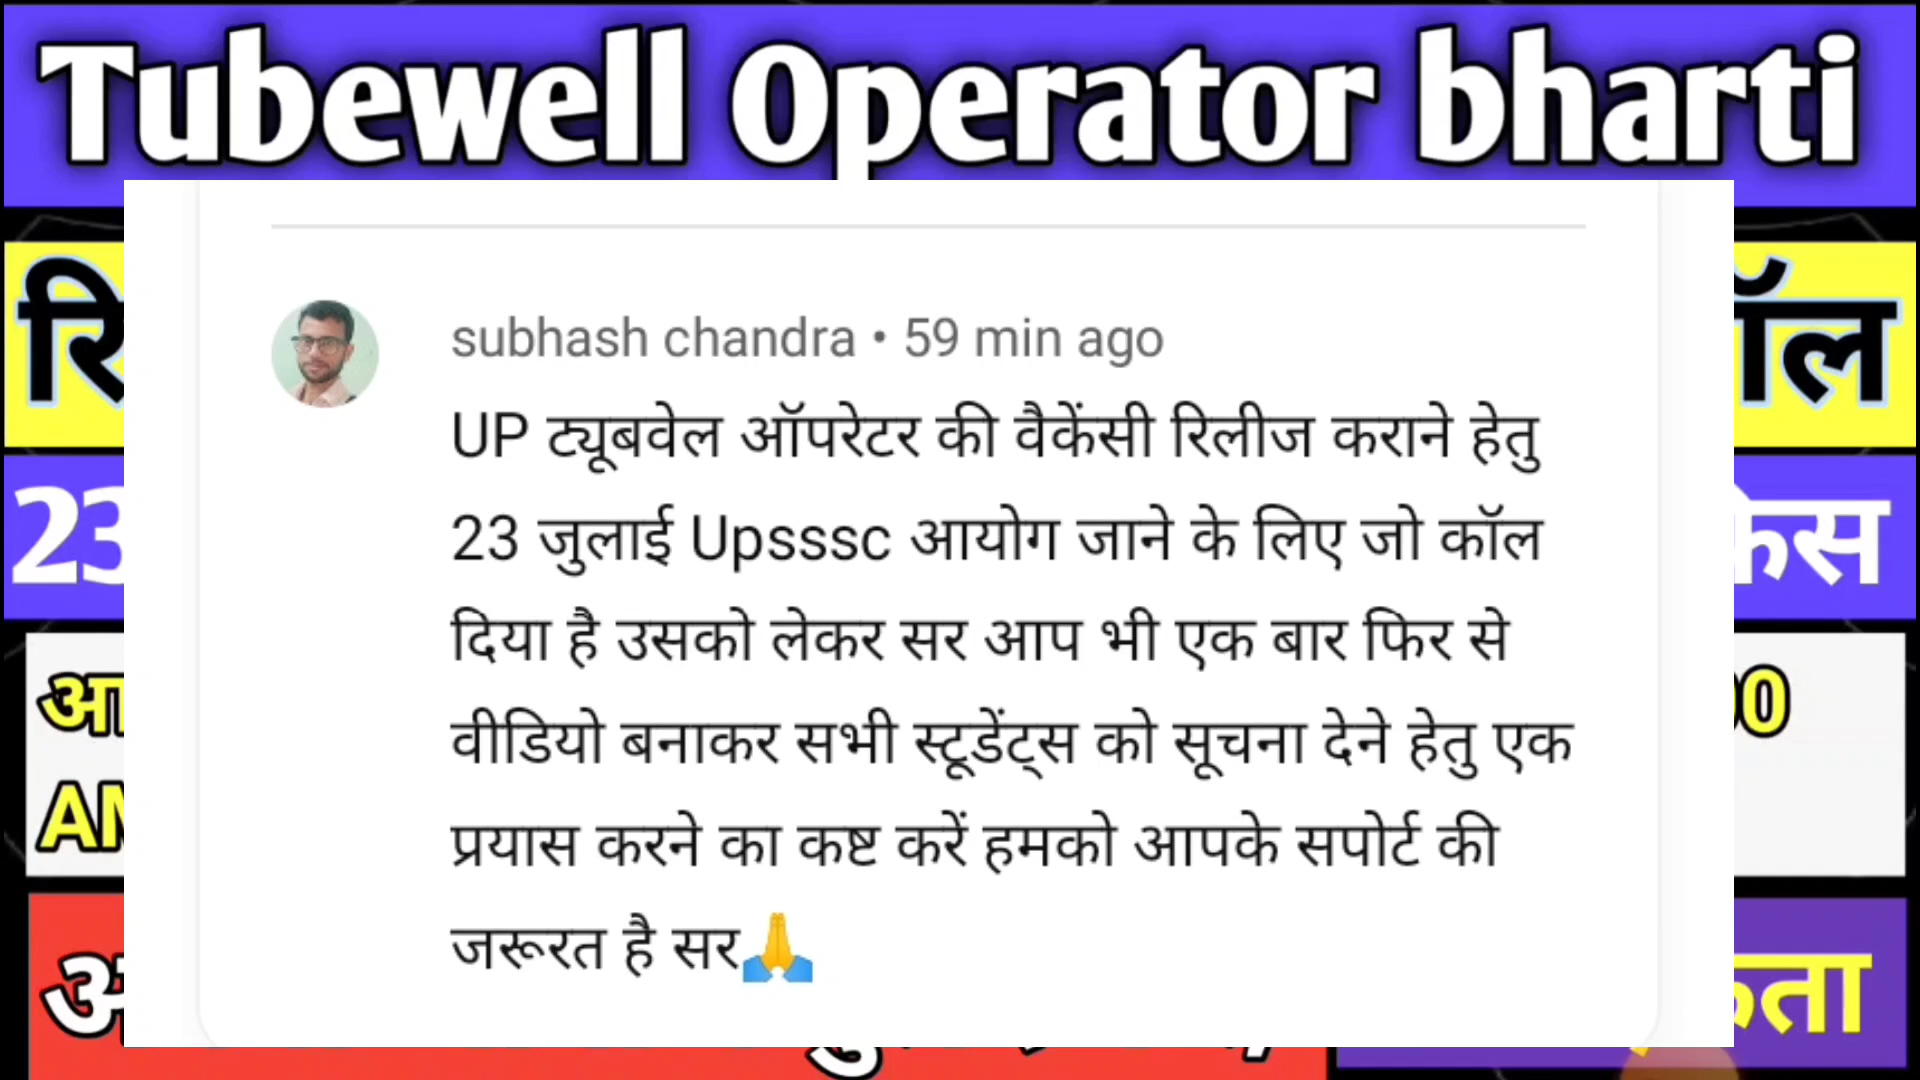 Tubewell Operator bharti
subhash chandra • 59 min ago
UP ट्यूबवेल ऑपरेटर की वैकेंसी रिलीज कराने हेतु
23 जुलाई Upsssc आयोग जाने के लिए जो कॉल
दिया है उसको लेकर सर आप भी एक बार फिर से
वीडियो बनाकर सभी स्टूडेंट्स को सूचना देने हेतु एक
प्रयास करने का कष्ट करें हमको आपके सपोर्ट की
जरूरत है सर🙏